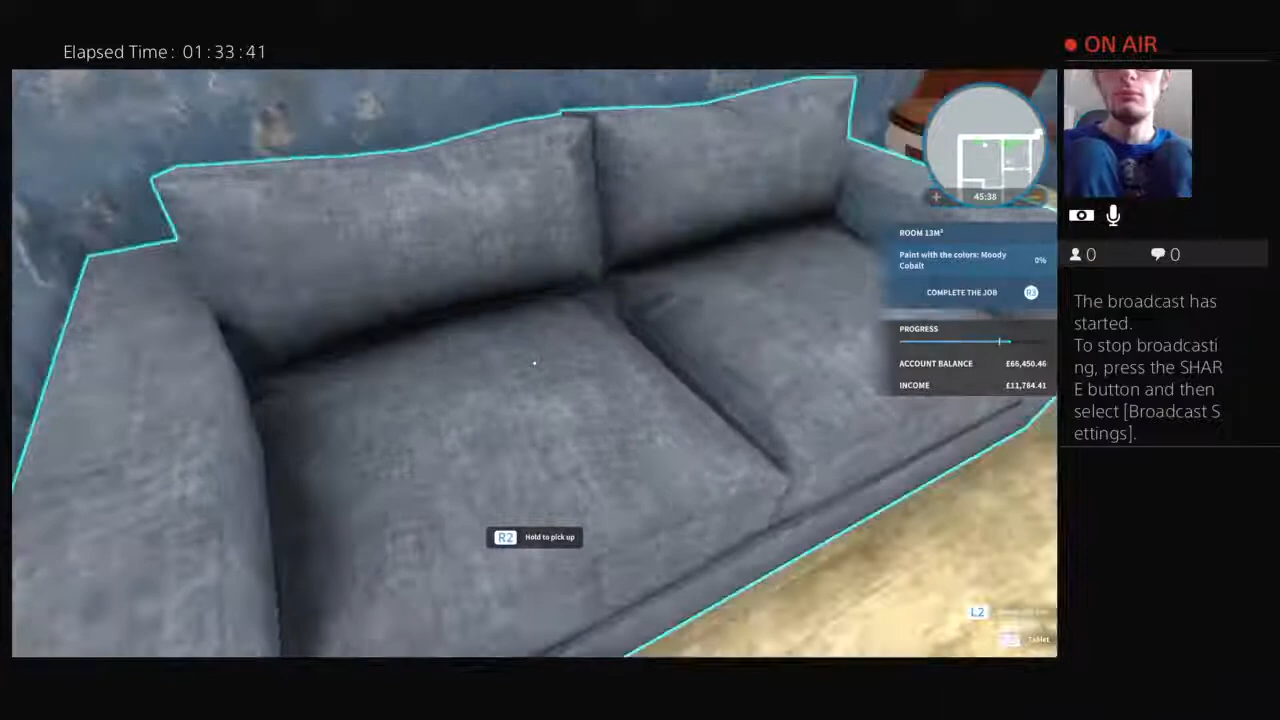 Elapsed Time: 01:33:41
ON AIR
45:38
ROOM 13M²
Paint with the colors: Moody
Cobalt
0%
COMPLETE THE JOB
R3
PROGRESS
ACCOUNT BALANCE £66,450.46
INCOME £11,784.41
R2 Hold to pick up
L2
Tablet
0
0
The broadcast has
started.
To stop broadcasti
ng, press the SHAR
E button and then
select [Broadcast S
ettings].